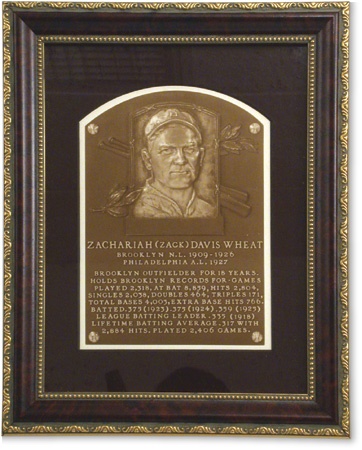 ZACHARIAH (ZACK) DAVIS WHEAT
BROOKLYN N.L. 1909-1926
PHILADELPHIA A.L. 1927
BROOKLYN OUTFIELDER FOR 18 YEARS.
HOLDS BROOKLYN RECORDS FOR-GAMES
PLAYED 2,318, AT BAT 8,859, HITS 2,804,
SINGLES 2,038, DOUBLES 464, TRIPLES 171,
TOTAL BASES 4,003, EXTRA BASE HITS 766.
BATTED .375 (1923) .375 (1924) .359 (1925)
LEAGUE BATTING LEADER .335 (1918)
LIFETIME BATTING AVERAGE .317 WITH
2,884 HITS. PLAYED 2,406 GAMES.